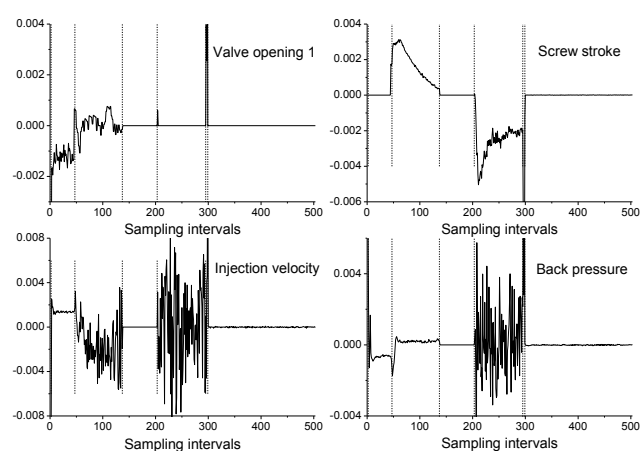 0.004
0.002
0.000
-0.002
Valve opening 1
0 100 200 300 400 500
Sampling intervals
0.004
0.002
0.000
-0.002
-0.004
-0.006
Screw stroke
0 100 200 300 400 500
Sampling intervals
0.008
0.004
0.000
-0.004
-0.008
Injection velocity
0 100 200 300 400 500
Sampling intervals
0.004
0.000
-0.004
Back pressure
0 100 200 300 400 500
Sampling intervals